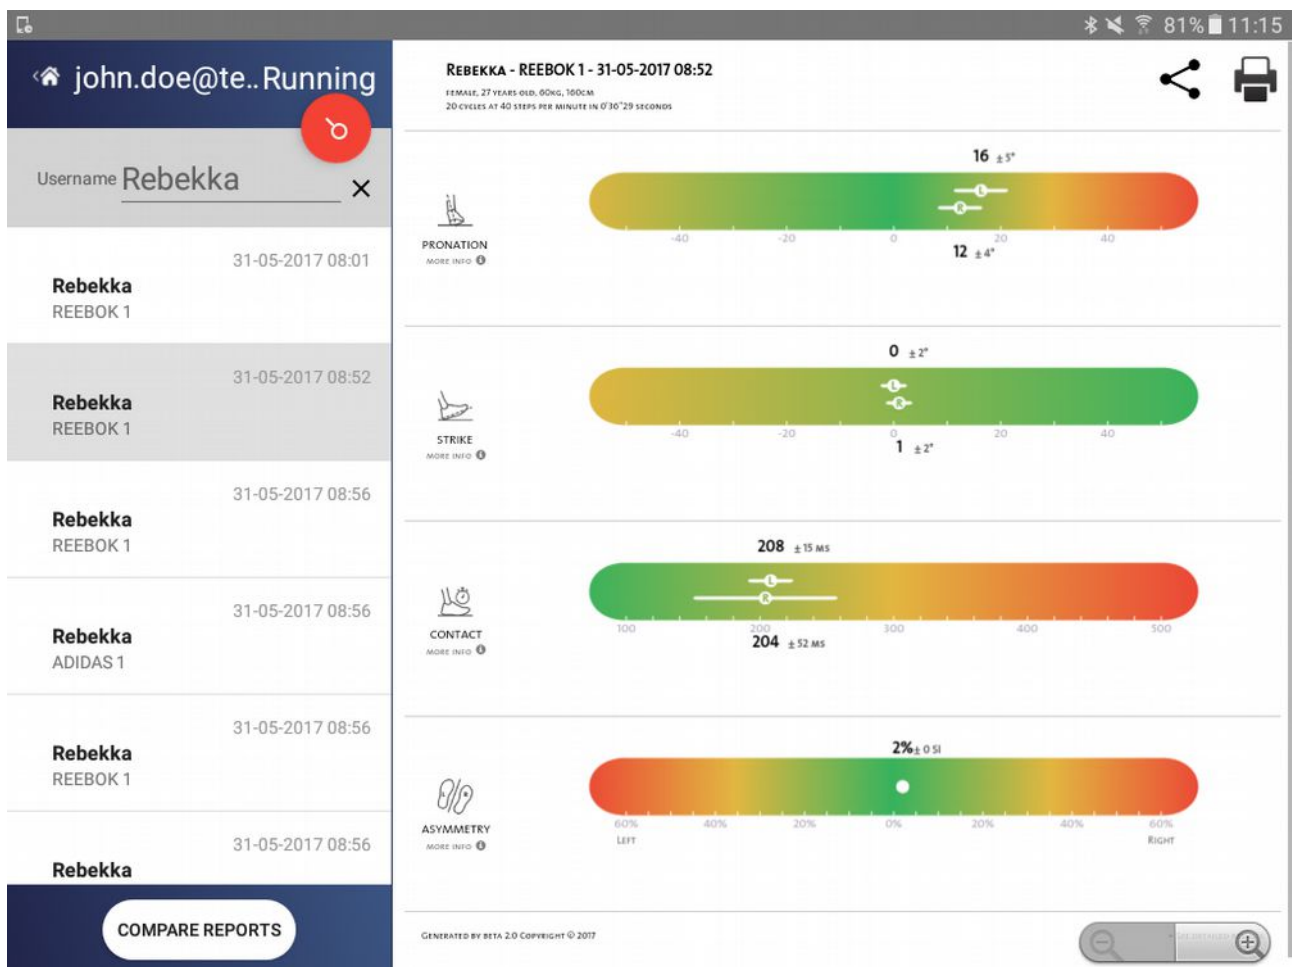 81% 11:15
john.doe@te.. Running
Username Rebekka
31-05-2017 08:01
Rebekka
REEBOK 1
31-05-2017 08:52
Rebekka
REEBOK 1
31-05-2017 08:56
Rebekka
REEBOK 1
31-05-2017 08:56
Rebekka
ADIDAS 1
31-05-2017 08:56
Rebekka
REEBOK 1
31-05-2017 08:56
Rebekka
COMPARE REPORTS
REBEKKA - REEBOK 1 - 31-05-2017 08:52
FEMALE, 27 YEARS OLD, 60KG, 160CM
20 CYCLES AT 40 STEPS PER MINUTE IN 0'36"29 SECONDS
16 ± 5°
L
R
-40 -20 0 20 40
12 ± 4°
PRONATION
MORE INFO
0 ± 2°
L
R
-40 -20 0 20 40
1 ± 2°
STRIKE
MORE INFO
208 ± 15 MS
L
R
100 200 300 400 500
204 ± 52 MS
CONTACT
MORE INFO
2% ± 0 SI
60% 40% 20% 0% 20% 40% 60%
LEFT RIGHT
ASYMMETRY
MORE INFO
GENERATED BY BETA 2.0 COPYRIGHT © 2017